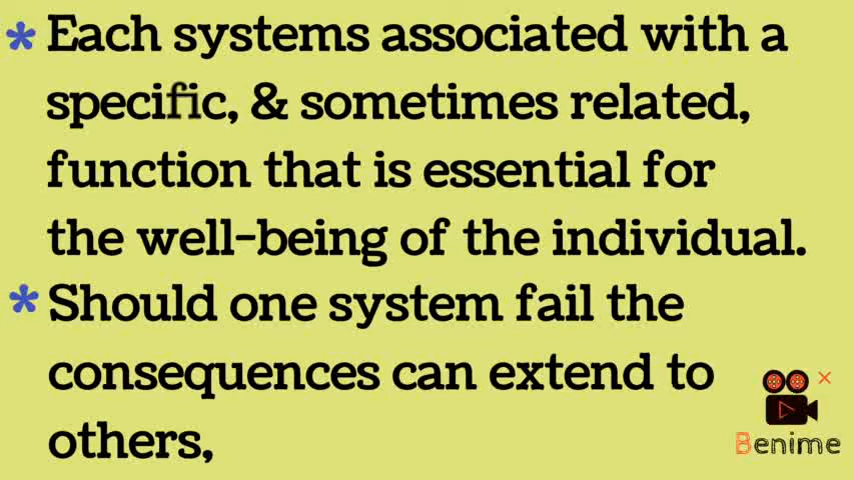 * Each systems associated with a
specific, & sometimes related,
function that is essential for
the well-being of the individual.
* Should one system fail the
consequences can extend to
others,
Benime